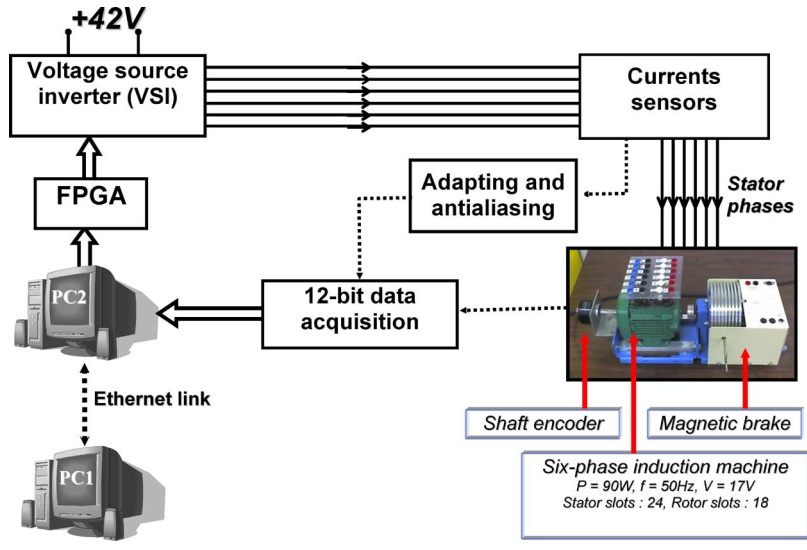 +42V
Voltage source
inverter (VSI)
Currents
sensors
FPGA
Adapting and
antialiasing
Stator
phases
PC2
12-bit data
acquisition
Ethernet link
Shaft encoder
Magnetic brake
PC1
Six-phase induction machine
P = 90W, f = 50Hz, V = 17V
Stator slots : 24, Rotor slots : 18